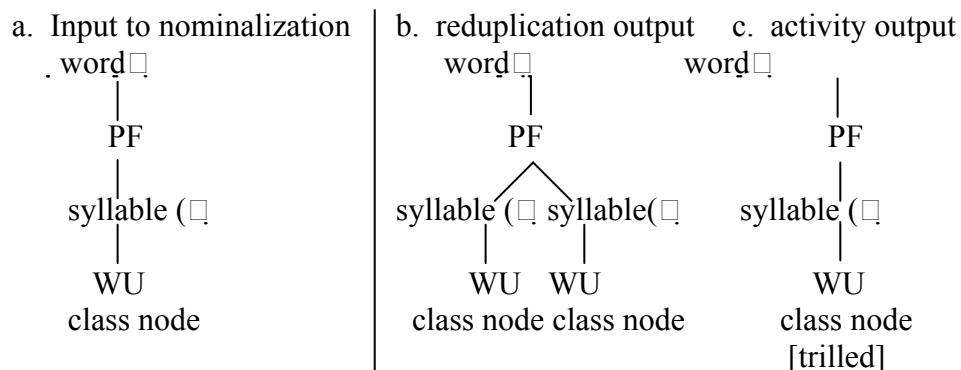 a. Input to nominalization b. reduplication output c. activity output
word□ word□ word□
PF PF PF
syllable (□ syllable (□ syllable(□ syllable (□
WU WU WU WU
class node class node class node class node
[trilled]